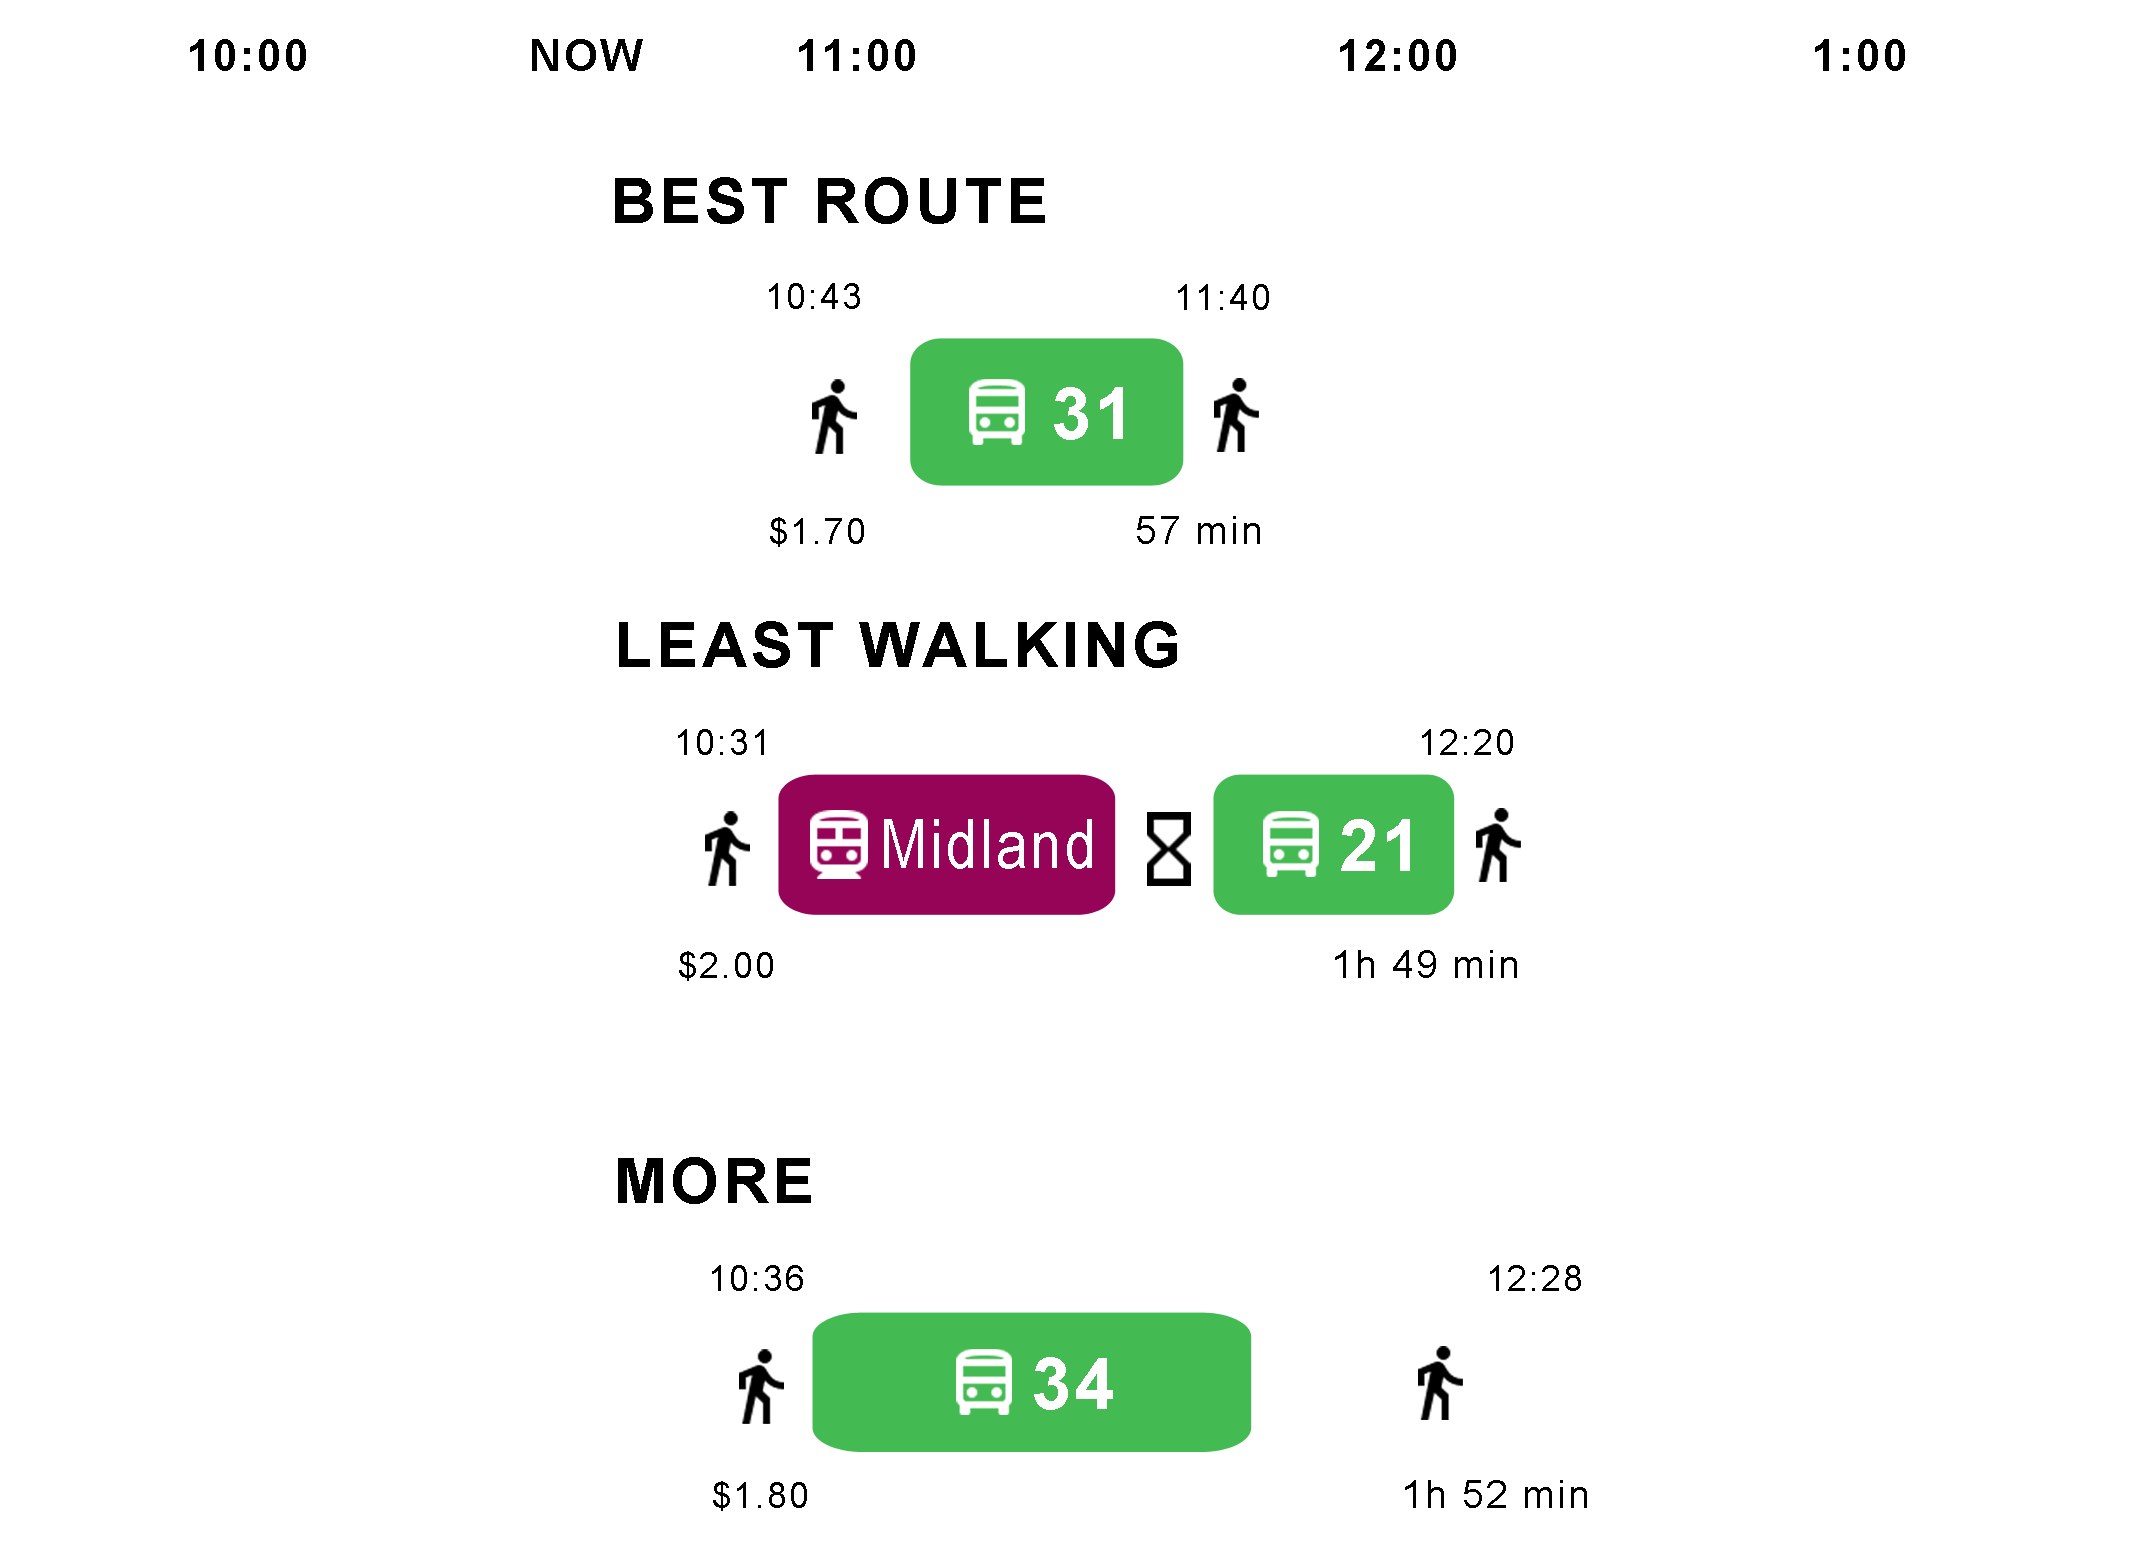 10:00 NOW 11:00 12:00 1:00
BEST ROUTE
10:43 11:40
31
$1.70 57 min
LEAST WALKING
10:31 12:20
Midland 21
$2.00 1h 49 min
MORE
10:36 12:28
34
$1.80 1h 52 min